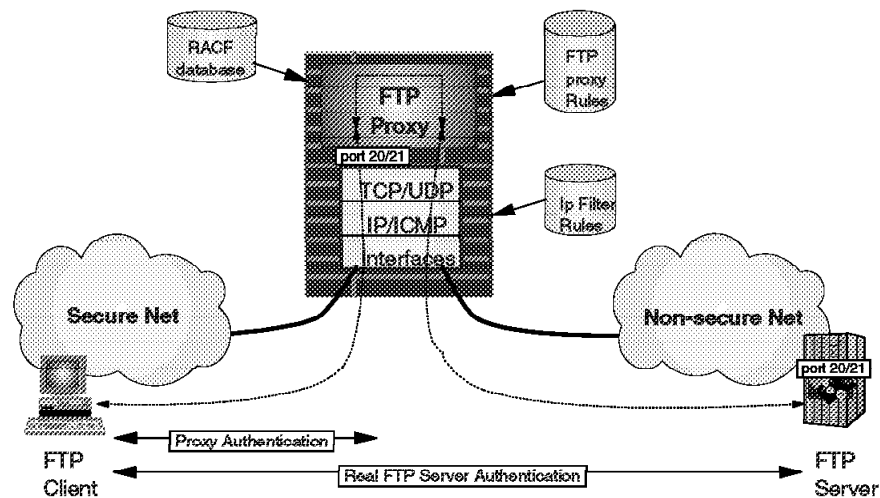 RACF
database
FTP
proxy
Rules
FTP
Proxy
port 20/21
TCP/UDP
IP/ICMP
Interfaces
Ip Filter
Rules
Secure Net
Non-secure Net
port 20/21
Proxy Authentication
Real FTP Server Authentication
FTP
Client
FTP
Server